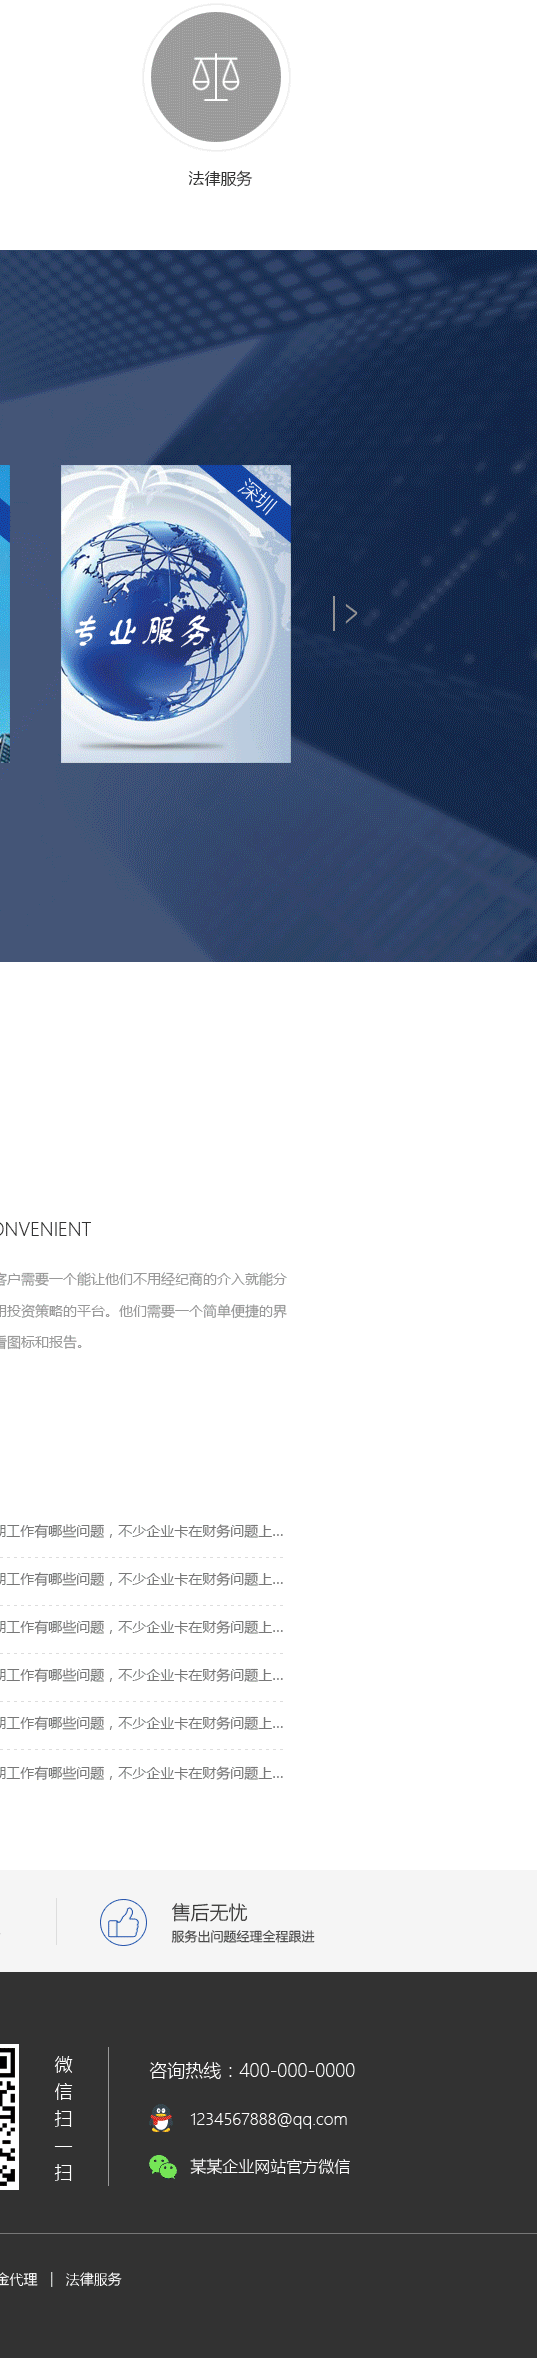 法律服务
深圳
专业服务
ONVENIENT
客户需要一个能让他们不用经纪商的介入就能分
用投资策略的平台。他们需要一个简单便捷的界
看图标和报告。
期工作有哪些问题，不少企业卡在财务问题上...
期工作有哪些问题，不少企业卡在财务问题上...
期工作有哪些问题，不少企业卡在财务问题上...
期工作有哪些问题，不少企业卡在财务问题上...
期工作有哪些问题，不少企业卡在财务问题上...
期工作有哪些问题，不少企业卡在财务问题上...
售后无忧
服务出问题经理全程跟进
微
信
扫
一
扫
咨询热线：400-000-0000
1234567888@qq.com
某某企业网站官方微信
金代理 | 法律服务